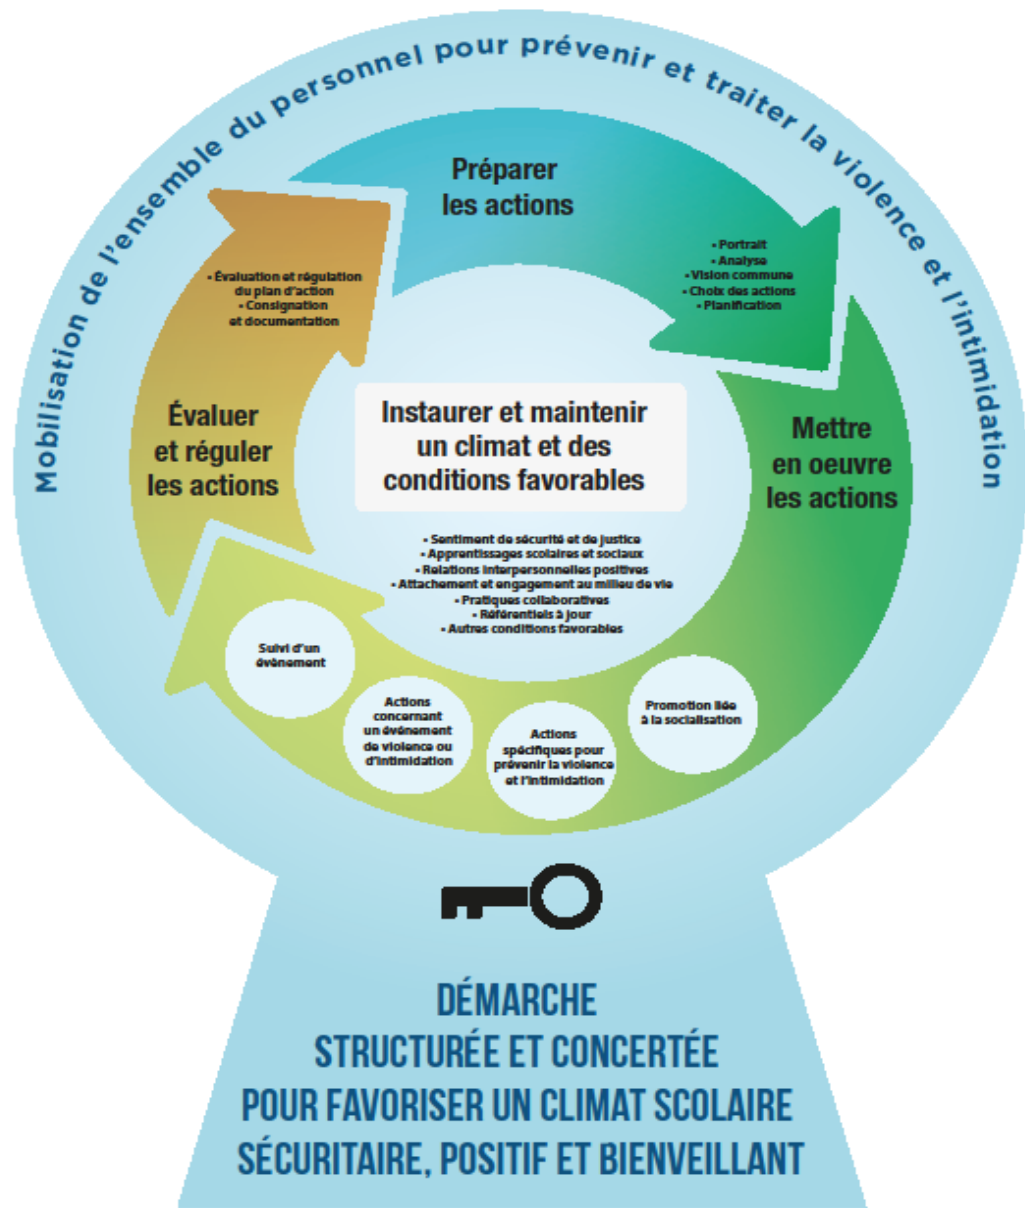 Mobilisation de l'ensemble du personnel pour prévenir et traiter la violence et l'intimidation
Préparer
les actions
• Portrait
• Analyse
• Vision commune
• Choix des actions
• Planification
Mettre
en oeuvre
les actions
Promotion liée
à la socialisation
Actions
spécifiques pour
prévenir la violence
et l'intimidation
Actions
concernant
un événement
de violence ou
d'intimidation
Suivi d'un
événement
Évaluer
et réguler
les actions
• Évaluation et régulation
du plan d'action
• Consignation
et documentation
Instaurer et maintenir
un climat et des
conditions favorables
• Sentiment de sécurité et de justice
• Apprentissages scolaires et sociaux
• Relations interpersonnelles positives
• Attachement et engagement au milieu de vie
• Pratiques collaboratives
• Référentiels à jour
• Autres conditions favorables
DÉMARCHE
STRUCTURÉE ET CONCERTÉE
POUR FAVORISER UN CLIMAT SCOLAIRE
SÉCURITAIRE, POSITIF ET BIENVEILLANT